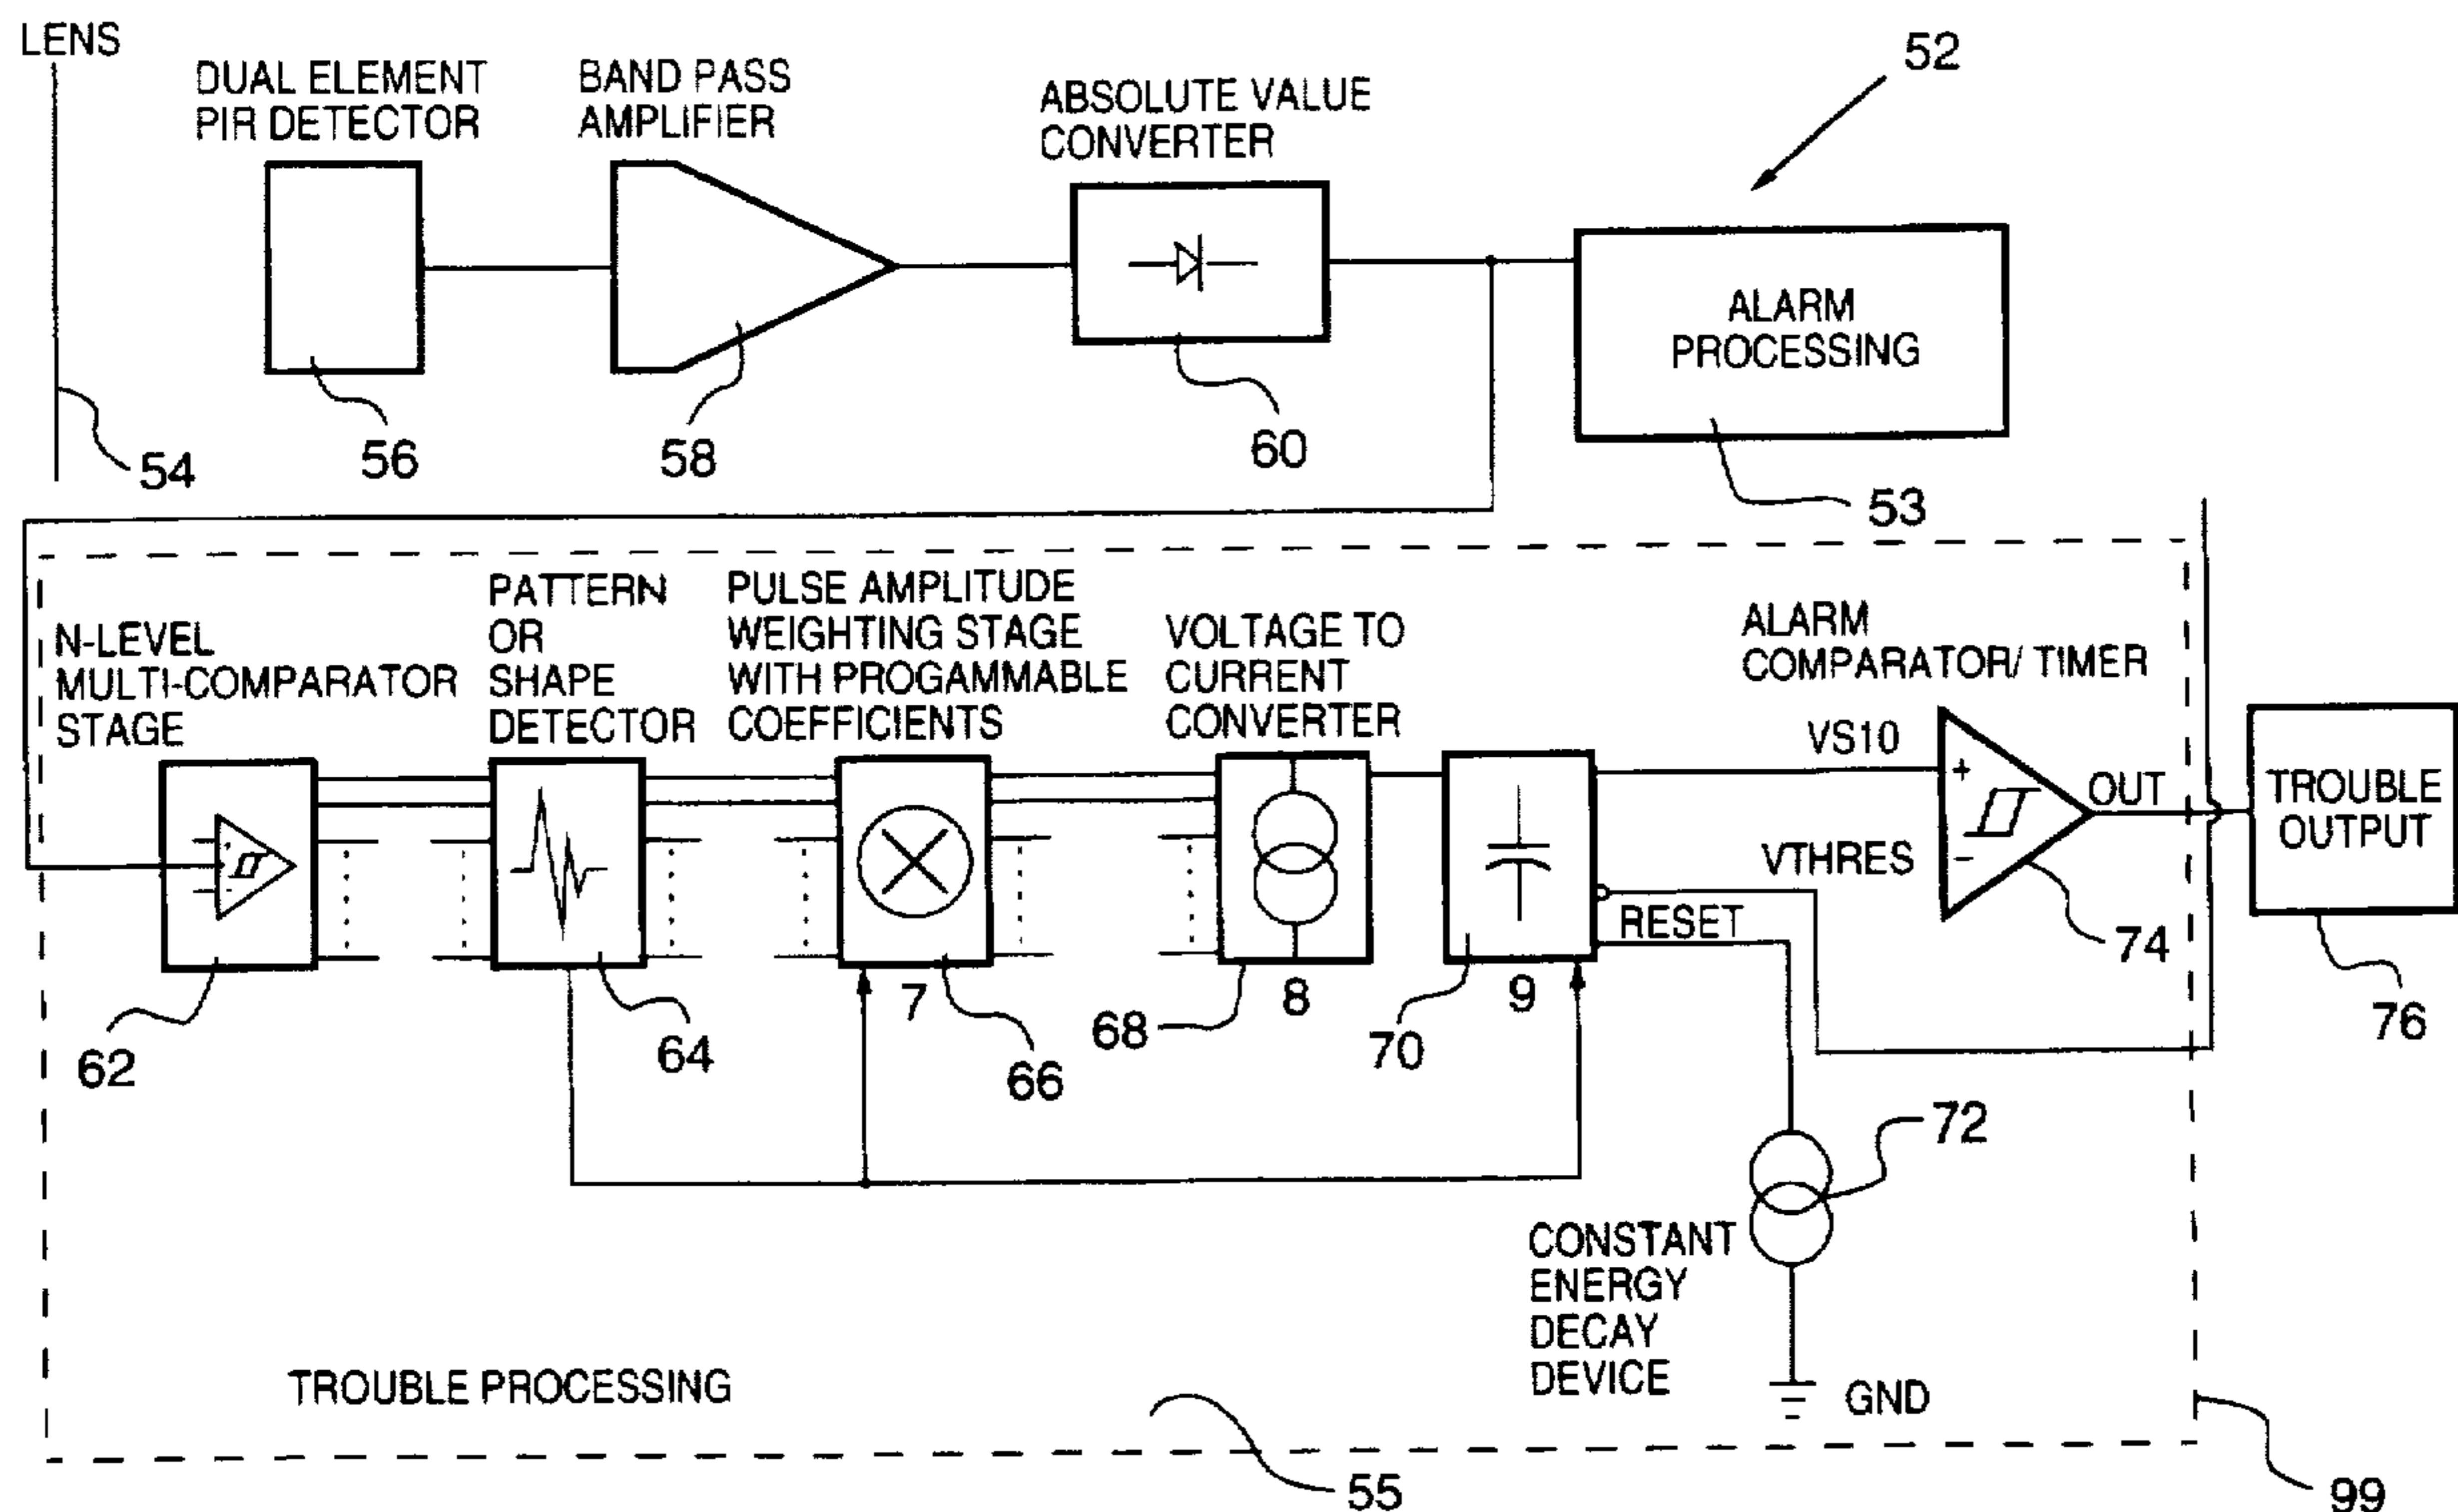 LENS
DUAL ELEMENT
PIR DETECTOR
BAND PASS
AMPLIFIER
ABSOLUTE VALUE
CONVERTER
52
ALARM
PROCESSING
54
56
58
60
53
N-LEVEL
MULTI-COMPARATOR
STAGE
PATTERN
OR
SHAPE
DETECTOR
PULSE AMPLITUDE
WEIGHTING STAGE
WITH PROGAMMABLE
COEFFICIENTS
VOLTAGE TO
CURRENT
CONVERTER
ALARM
COMPARATOR/ TIMER
VS10
+
OUT
TROUBLE
OUTPUT
VTHRES
-
RESET
74
76
62
64
7
66
68
8
70
9
72
CONSTANT
ENERGY
DECAY
DEVICE
GND
TROUBLE PROCESSING
55
99